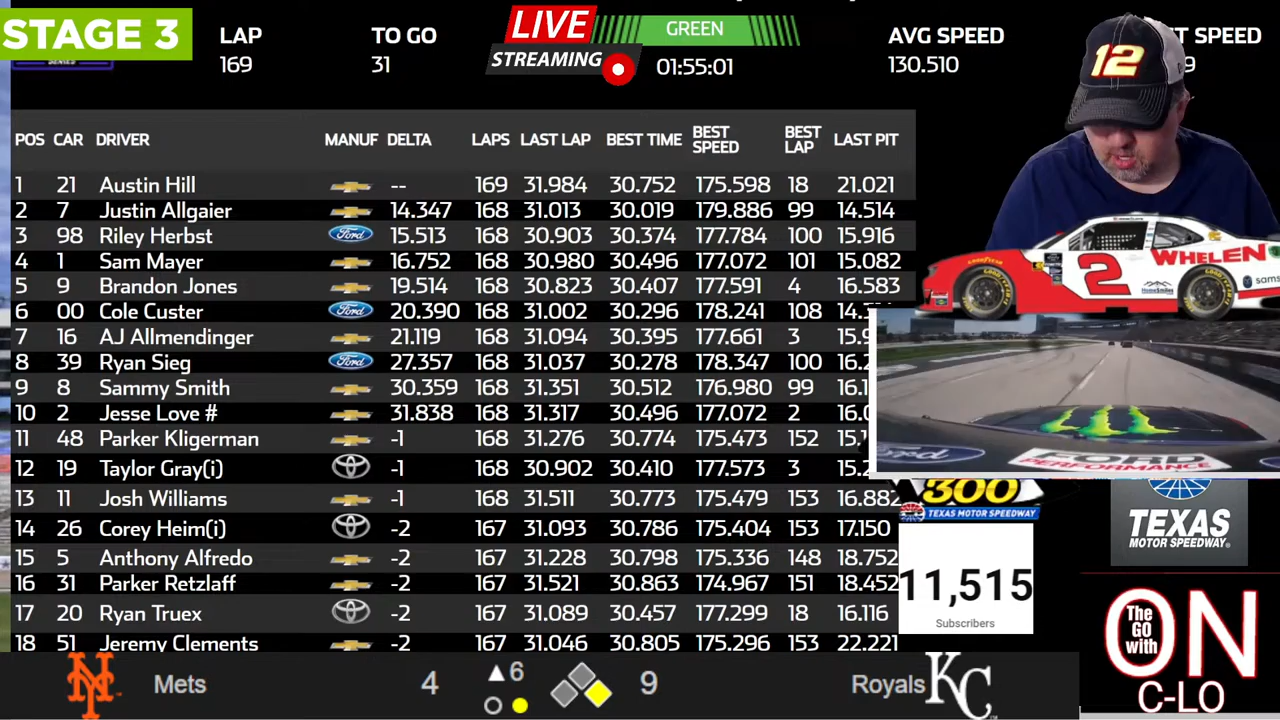 STAGE 3
LAP
169
TO GO
31
LIVE
STREAMING
GREEN
01:55:01
AVG SPEED
130.510
SPEED
12
POS CAR DRIVER MANUF DELTA LAPS LAST LAP BEST TIME BEST SPEED BEST LAP LAST PIT
1 21 Austin Hill -- 169 31.984 30.752 175.598 18 21.021
2 7 Justin Allgaier 14.347 168 31.013 30.019 179.886 99 14.514
3 98 Riley Herbst Ford 15.513 168 30.903 30.374 177.784 100 15.916
4 1 Sam Mayer 16.752 168 30.980 30.496 177.072 101 15.082
5 9 Brandon Jones 19.514 168 30.823 30.407 177.591 4 16.583
6 00 Cole Custer Ford 20.390 168 31.002 30.296 178.241 108
7 16 AJ Allmendinger 21.119 168 31.094 30.395 177.661 3
8 39 Ryan Sieg Ford 27.357 168 31.037 30.278 178.347 100
9 8 Sammy Smith 30.359 168 31.351 30.512 176.980 99
10 2 Jesse Love # 31.838 168 31.317 30.496 177.072 2
11 48 Parker Kligerman -1 168 31.276 30.774 175.473 152
12 19 Taylor Gray(i) -1 168 30.902 30.410 177.573 3
13 11 Josh Williams -1 168 31.511 30.773 175.479 153 16.882
14 26 Corey Heim(i) -2 167 31.093 30.786 175.404 153 17.150
15 5 Anthony Alfredo -2 167 31.228 30.798 175.336 148 18.752
16 31 Parker Retzlaff -2 167 31.521 30.863 174.967 151 18.452
17 20 Ryan Truex -2 167 31.089 30.457 177.299 18 16.116
18 51 Jeremy Clements -2 167 31.046 30.805 175.296 153 22.221
2
WHELEN
sams
Ford
FORD
PERFORMANCE
300
TEXAS MOTOR SPEEDWAY
TEXAS
MOTOR SPEEDWAY
11,515
Subscribers
The GO with
ON
C-LO
Mets 4 ▲6 9 Royals KC